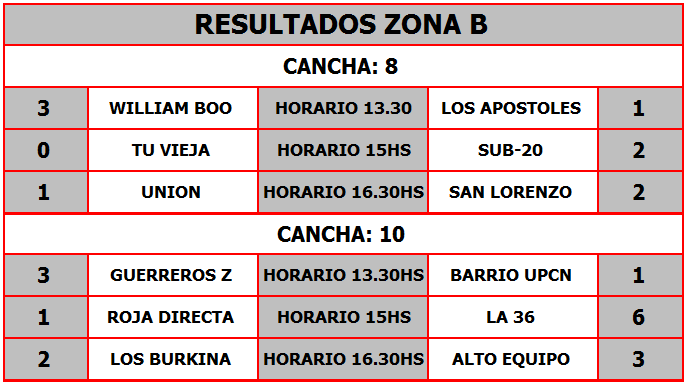 RESULTADOS ZONA B
CANCHA: 8
3 WILLIAM BOO HORARIO 13.30 LOS APOSTOLES 1
0 TU VIEJA HORARIO 15HS SUB-20 2
1 UNION HORARIO 16.30HS SAN LORENZO 2
CANCHA: 10
3 GUERREROS Z HORARIO 13.30HS BARRIO UPCN 1
1 ROJA DIRECTA HORARIO 15HS LA 36 6
2 LOS BURKINA HORARIO 16.30HS ALTO EQUIPO 3